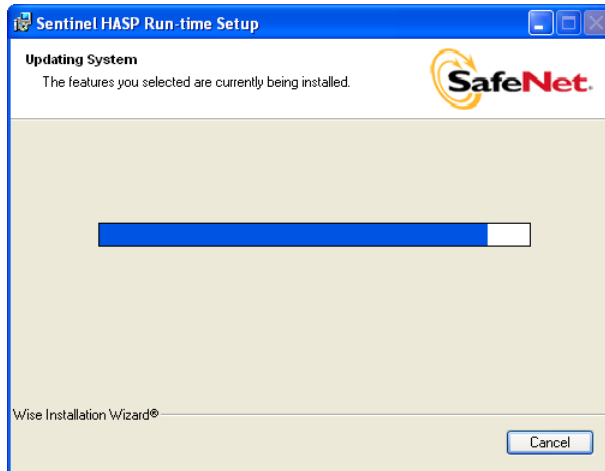 Sentinel HASP Run-time Setup
Updating System
The features you selected are currently being installed.
SafeNet.
Wise Installation Wizard®
Cancel